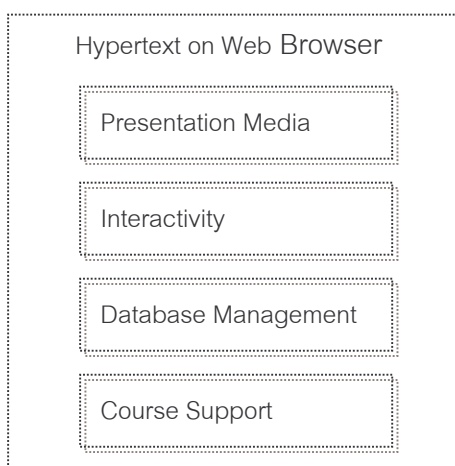 Hypertext on Web Browser
Presentation Media
Interactivity
Database Management
Course Support